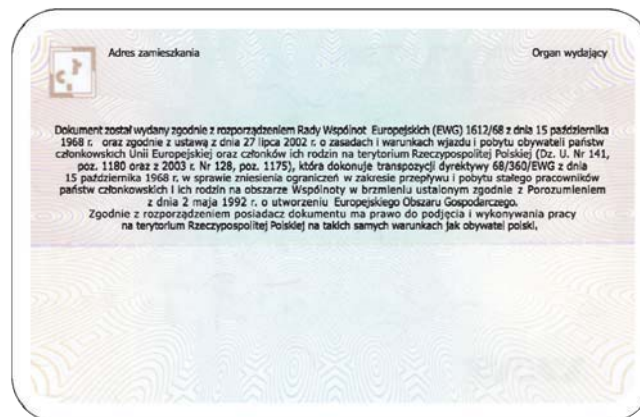 Adres zamieszkania
Organ wydający
Dokument został wydany zgodnie z rozporządzeniem Rady Wspólnot Europejskich (EWG) 1612/68 z dnia 15 października
1968 r. oraz zgodnie z ustawą z dnia 27 lipca 2002 r. o zasadach i warunkach wjazdu i pobytu obywateli państw
członkowskich Unii Europejskiej oraz członków ich rodzin na terytorium Rzeczypospolitej Polskiej (Dz. U. Nr 141,
poz. 1180 oraz z 2003 r. Nr 128, poz. 1175), która dokonuje transpozycji dyrektywy 68/360/EWG z dnia
15 października 1968 r. w sprawie zniesienia ograniczeń w zakresie przepływu i pobytu stałego pracowników
państw członkowskich i ich rodzin na obszarze Wspólnoty w brzmieniu ustalonym zgodnie z Porozumieniem
z dnia 2 maja 1992 r. o utworzeniu Europejskiego Obszaru Gospodarczego.
Zgodnie z rozporządzeniem posiadacz dokumentu ma prawo do podjęcia i wykonywania pracy
na terytorium Rzeczypospolitej Polskiej na takich samych warunkach jak obywatel polski.